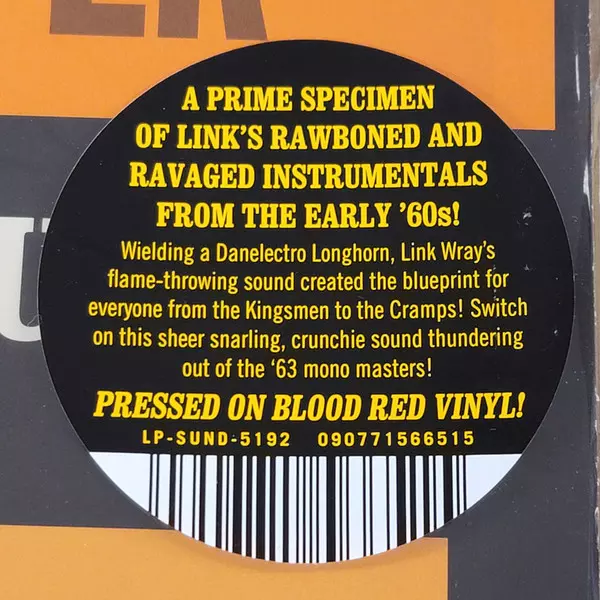 ER
A PRIME SPECIMEN
OF LINK'S RAWBONED AND
RAVAGED INSTRUMENTALS
FROM THE EARLY '60s!
Wielding a Danelectro Longhorn, Link Wray's
flame-throwing sound created the blueprint for
everyone from the Kingsmen to the Cramps! Switch
on this sheer snarling, crunchie sound thundering
out of the '63 mono masters!
PRESSED ON BLOOD RED VINYL!
LP-SUND-5192 090771566515